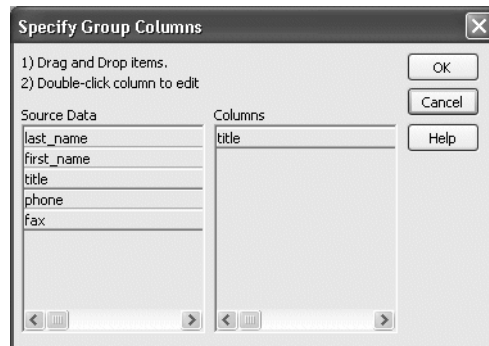 Specify Group Columns
1) Drag and Drop items.
2) Double-click column to edit
Source Data
last_name
first_name
title
phone
fax
Columns
title
OK
Cancel
Help